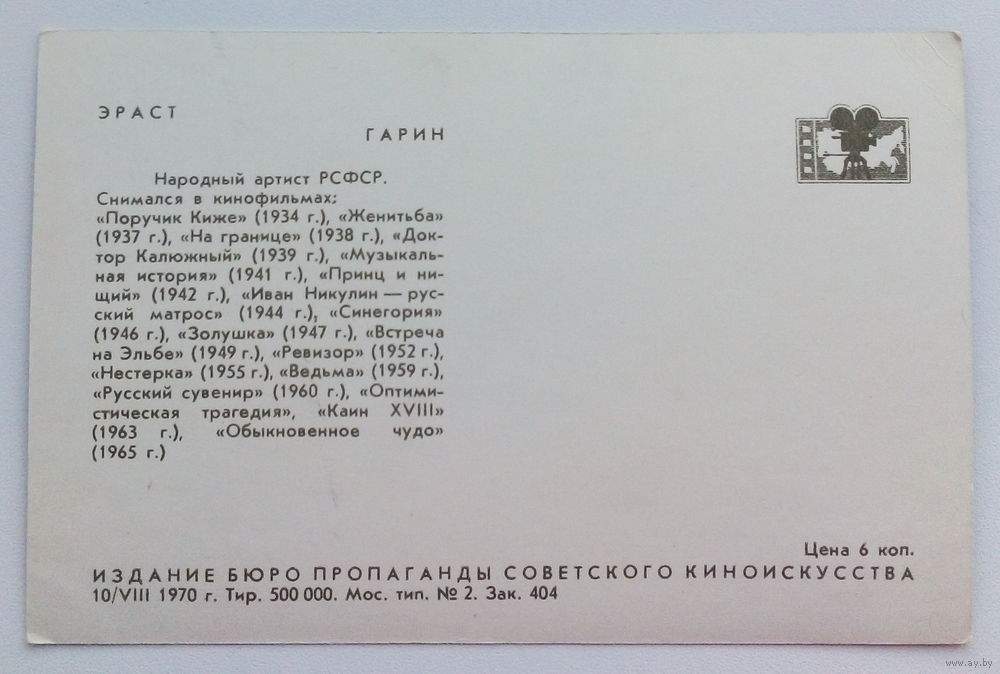 ЭРАСТ
ГАРИН
Народный артист РСФСР.
Снимался в кинофильмах:
«Поручик Киже» (1934 г.), «Женитьба»
(1937 г.), «На границе» (1938 г.), «Док-
тор Калюжный» (1939 г.), «Музыкаль-
ная история» (1941 г.), «Принц и ни-
щий» (1942 г.), «Иван Никулин — рус-
ский матрос» (1944 г.), «Синегория»
(1946 г.), «Золушка» (1947 г.), «Встреча
на Эльбе» (1949 г.), «Ревизор» (1952 г.),
«Нестерка» (1955 г.), «Ведьма» (1959 г.),
«Русский сувенир» (1960 г.), «Оптими-
стическая трагедия», «Каин XVIII»
(1963 г.), «Обыкновенное чудо»
(1965 г.)
Цена 6 коп.
ИЗДАНИЕ БЮРО ПРОПАГАНДЫ СОВЕТСКОГО КИНОИСКУССТВА
10/VIII 1970 г. Тир. 500 000. Мос. тип. № 2. Зак. 404
www.ay.by